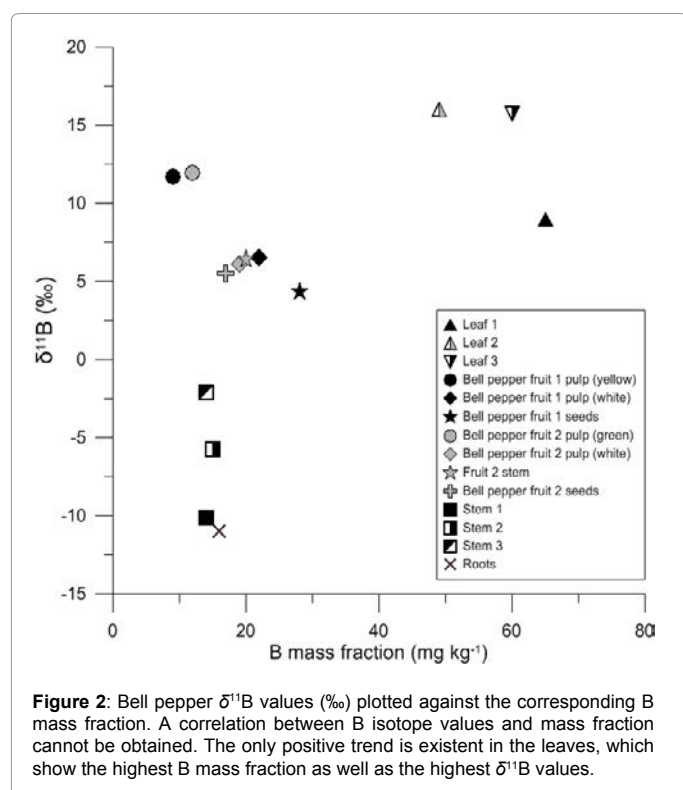 20
15
10
5
0
-5
-10
-15
δ¹¹B (‰)
0
20
40
60
80
B mass fraction (mg kg⁻¹)
Leaf 1
Leaf 2
Leaf 3
Bell pepper fruit 1 pulp (yellow)
Bell pepper fruit 1 pulp (white)
Bell pepper fruit 1 seeds
Bell pepper fruit 2 pulp (green)
Bell pepper fruit 2 pulp (white)
Fruit 2 stem
Bell pepper fruit 2 seeds
Stem 1
Stem 2
Stem 3
Roots
Figure 2: Bell pepper δ¹¹B values (‰) plotted against the corresponding B
mass fraction. A correlation between B isotope values and mass fraction
cannot be obtained. The only positive trend is existent in the leaves, which
show the highest B mass fraction as well as the highest δ¹¹B values.